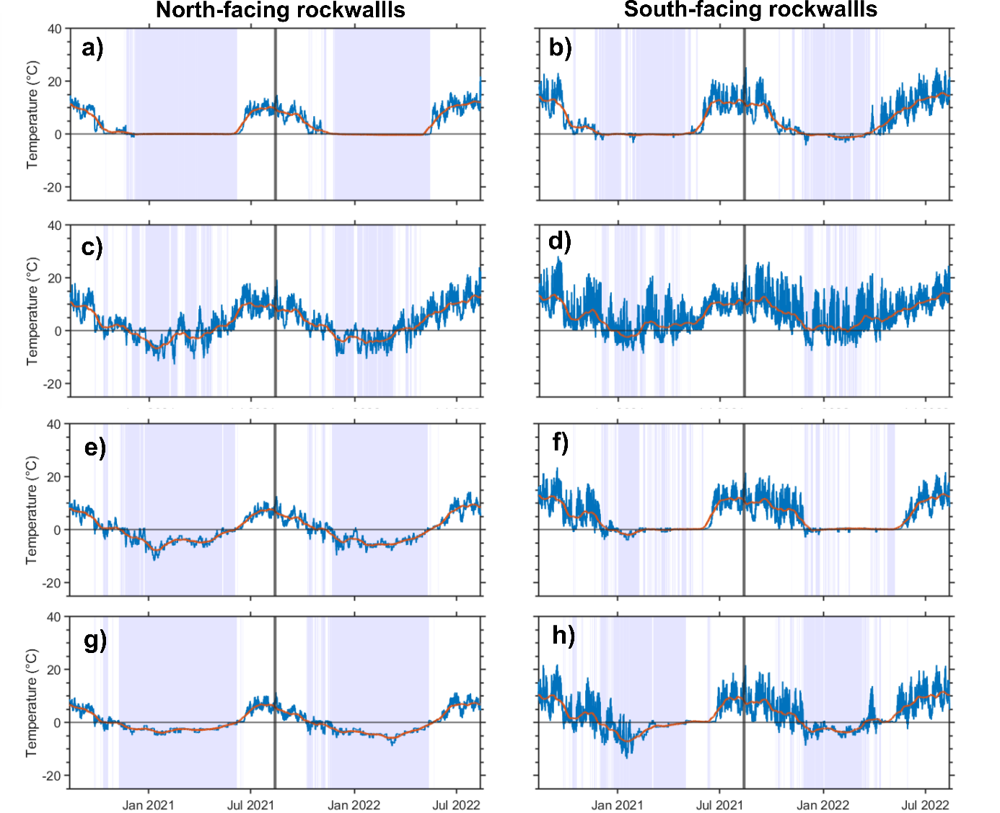 North-facing rockwallls
South-facing rockwallls
a)
b)
40
20
0
-20
Temperature (°C)
c)
d)
40
20
0
-20
Temperature (°C)
e)
f)
40
20
0
-20
Temperature (°C)
g)
h)
40
20
0
-20
Temperature (°C)
Jan 2021
Jul 2021
Jan 2022
Jul 2022
Jan 2021
Jul 2021
Jan 2022
Jul 2022